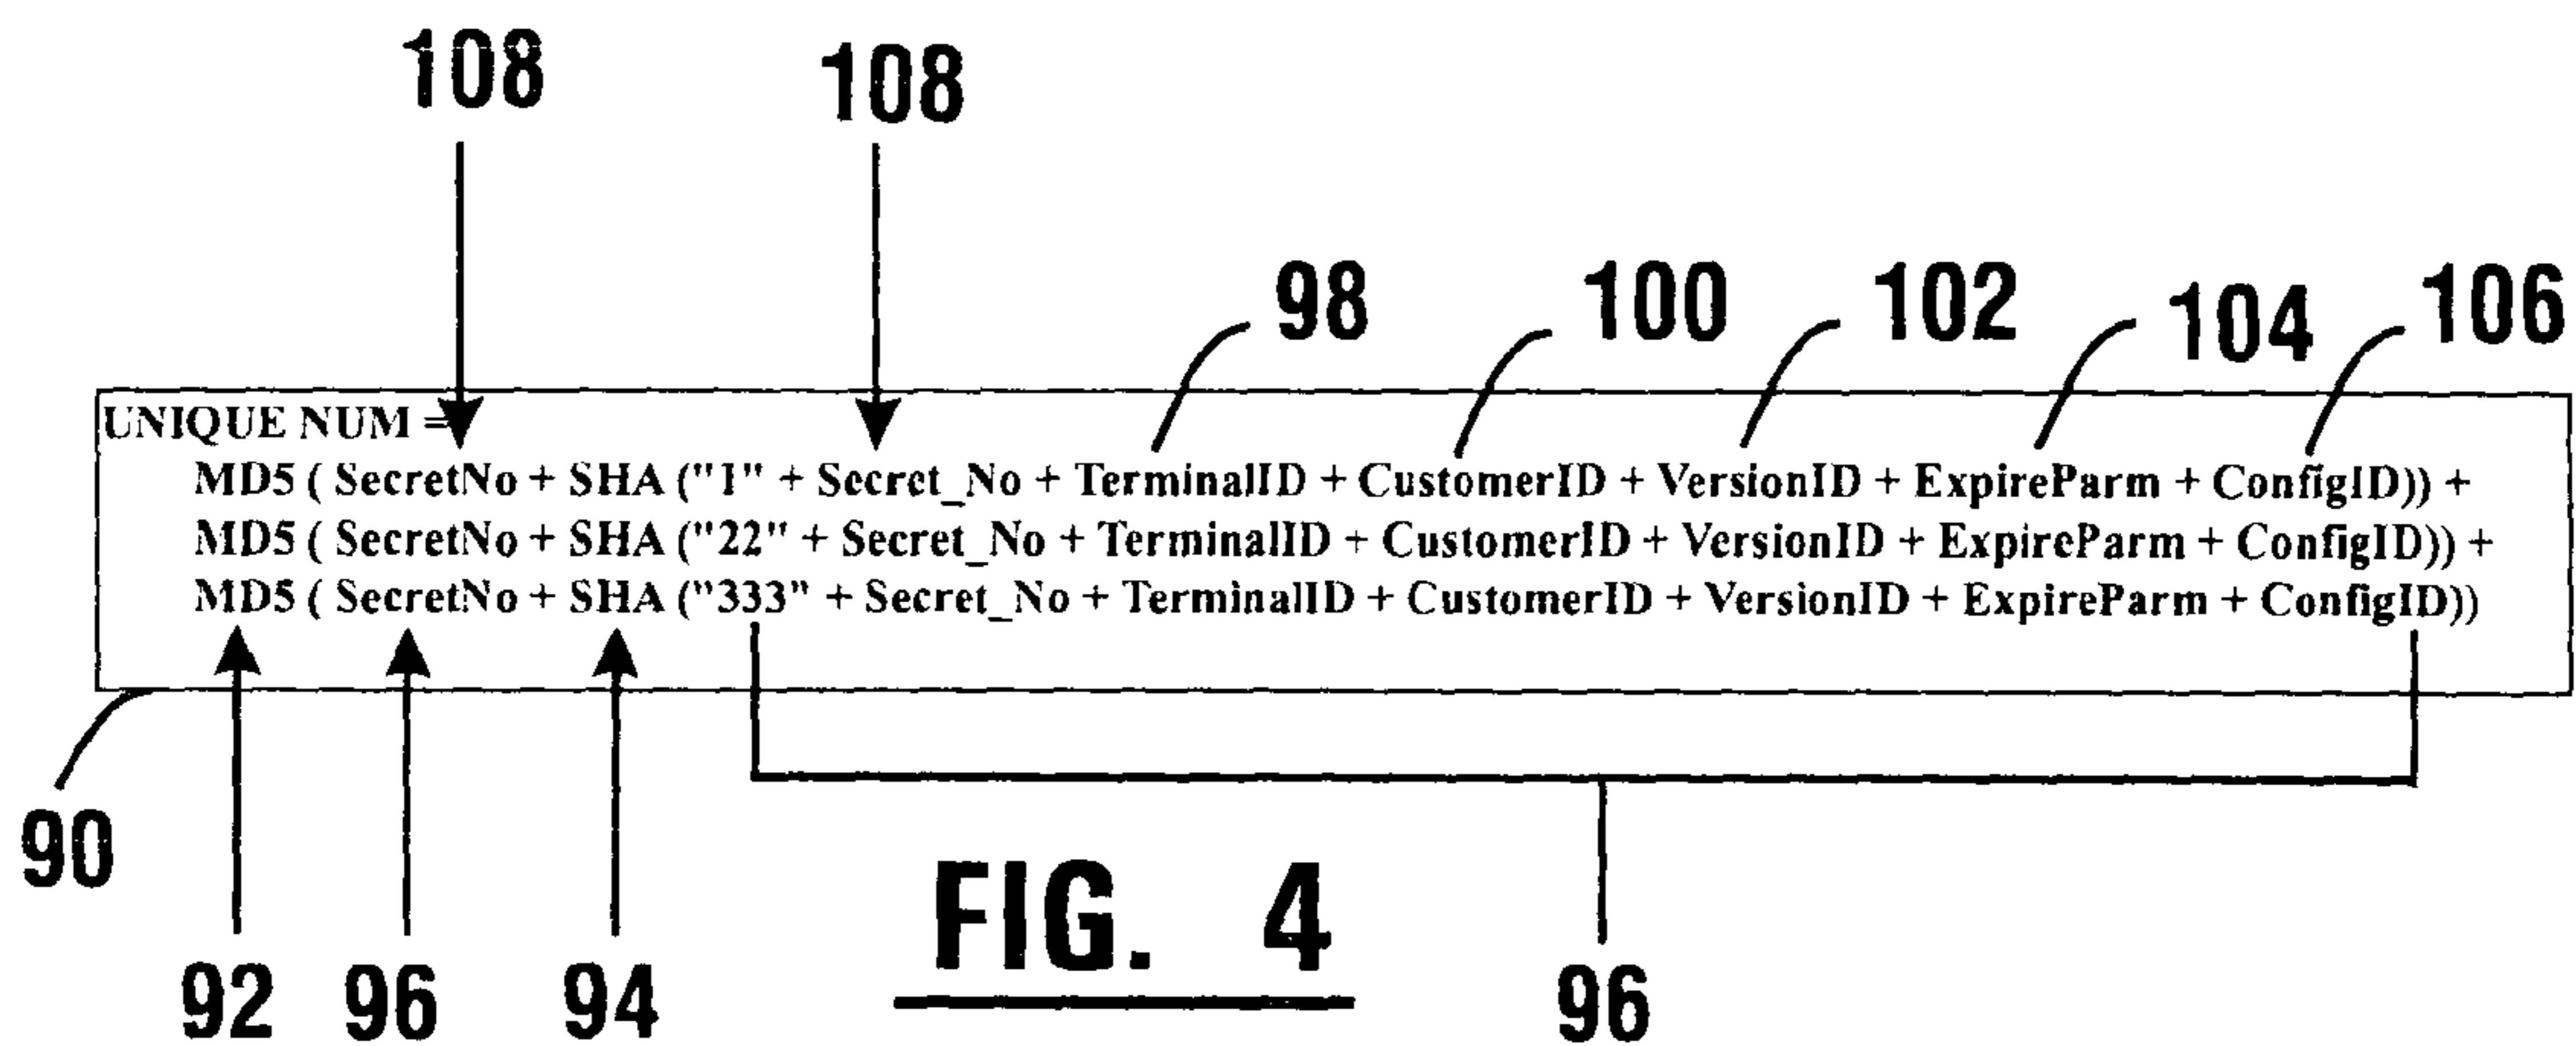 108 108
98 100 102 104 106
UNIQUE NUM =
MD5 ( SecretNo + SHA ("1" + Secret_No + TerminalID + CustomerID + VersionID + ExpireParm + ConfigID)) +
MD5 ( SecretNo + SHA ("22" + Secret_No + TerminalID + CustomerID + VersionID + ExpireParm + ConfigID)) +
MD5 ( SecretNo + SHA ("333" + Secret_No + TerminalID + CustomerID + VersionID + ExpireParm + ConfigID))
90
92 96 94 96
FIG. 4